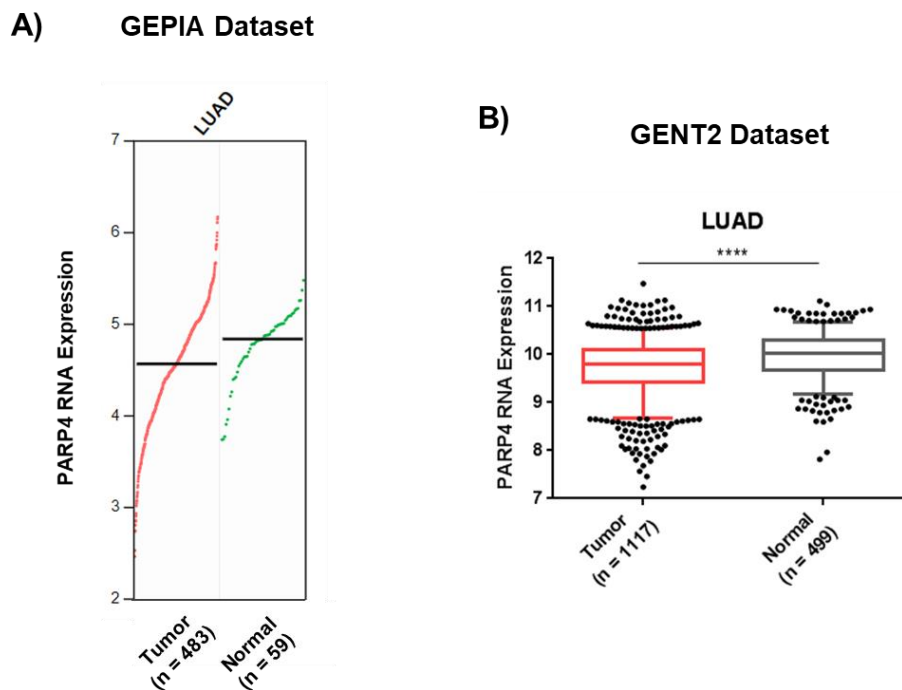 A)
GEPIA Dataset
LUAD
7
6
5
4
3
2
PARP4 RNA Expression
Tumor
(n = 483)
Normal
(n = 59)
B)
GENT2 Dataset
LUAD
****
12
11
10
9
8
7
PARP4 RNA Expression
Tumor
(n = 1117)
Normal
(n = 499)